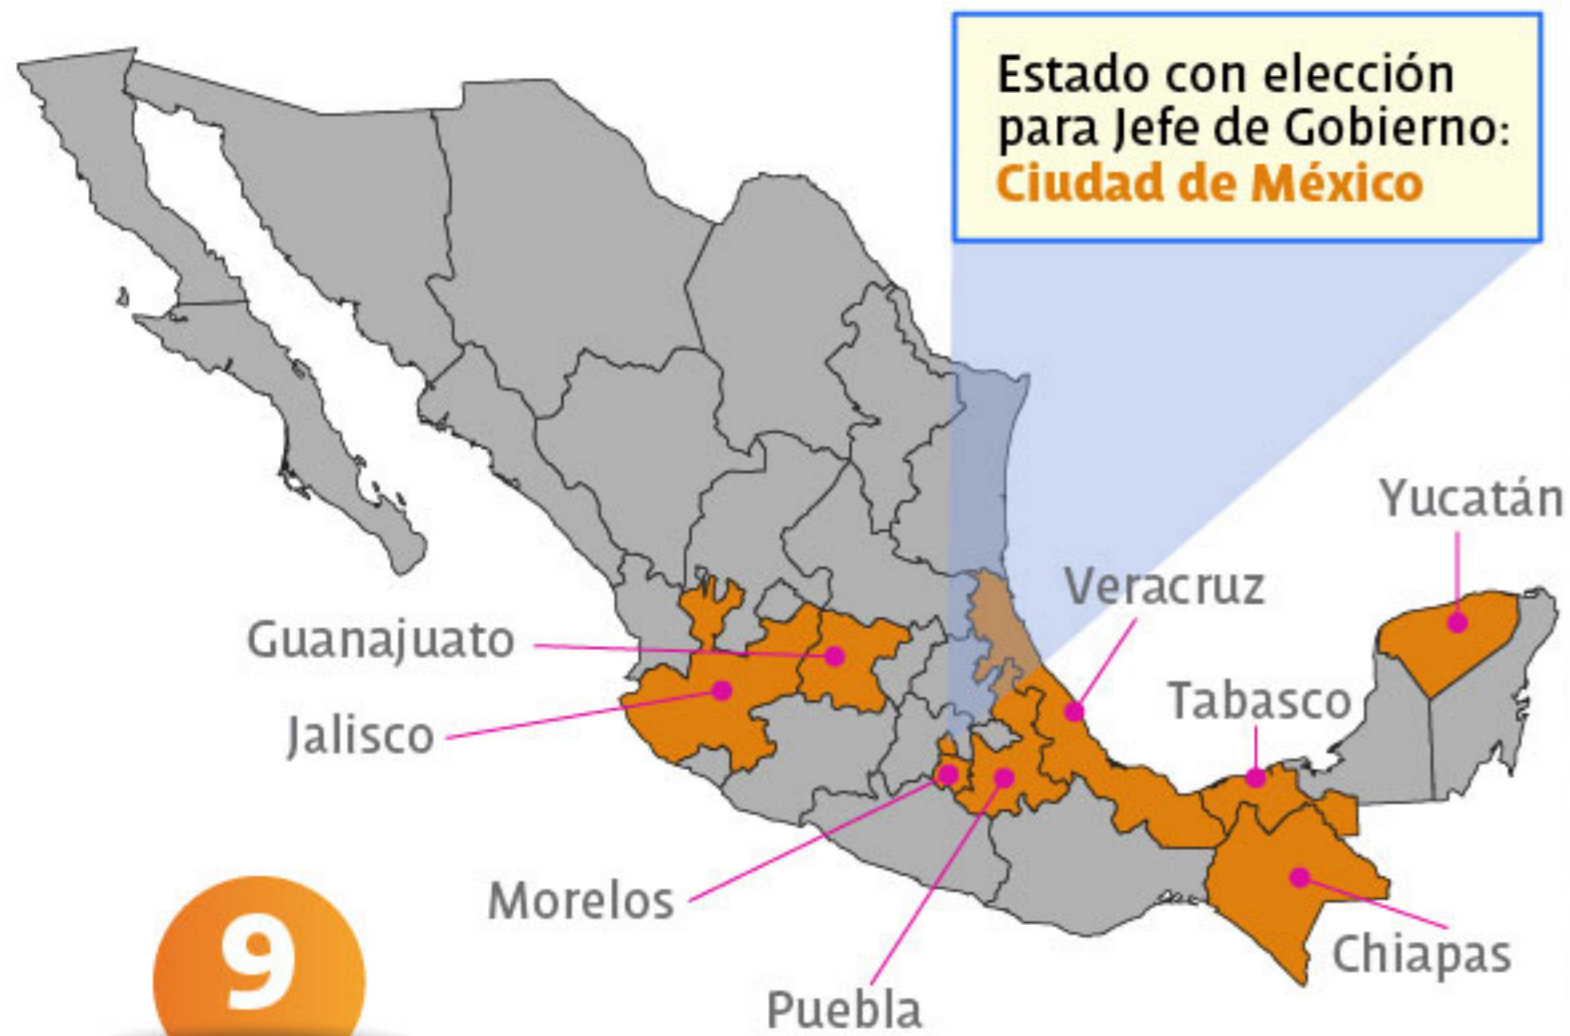 Estado con elección
para Jefe de Gobierno:
Ciudad de México
Yucatán
Veracruz
Guanajuato
Tabasco
Jalisco
Morelos
Chiapas
Puebla
9